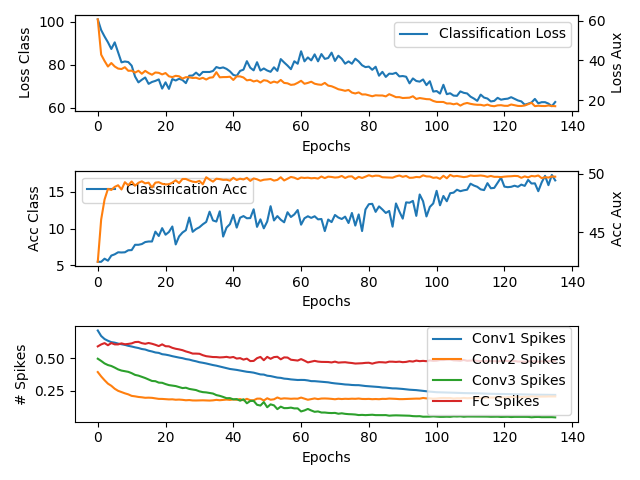 100
80
60
Loss Class
Classification Loss
60
40
20
Loss Aux
0 20 40 60 80 100 120 140
Epochs
15
10
5
Acc Class
Classification Acc
50
45
Acc Aux
0 20 40 60 80 100 120 140
Epochs
0.50
0.25
# Spikes
Conv1 Spikes
Conv2 Spikes
Conv3 Spikes
FC Spikes
0 20 40 60 80 100 120 140
Epochs